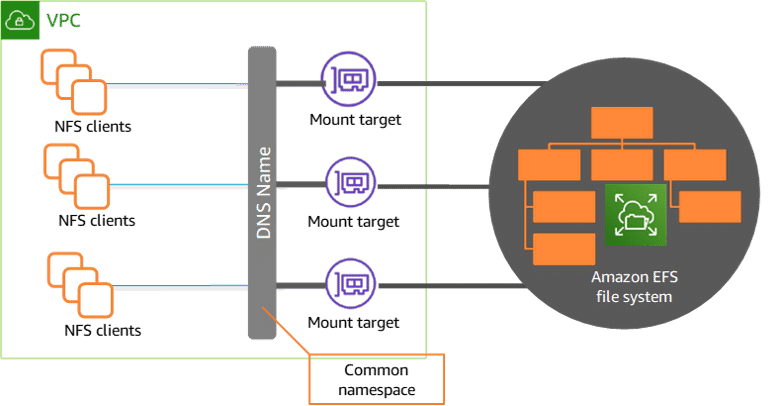 VPC
NFS clients
Mount target
NFS clients
Mount target
DNS Name
Amazon EFS
file system
NFS clients
Mount target
Common
namespace